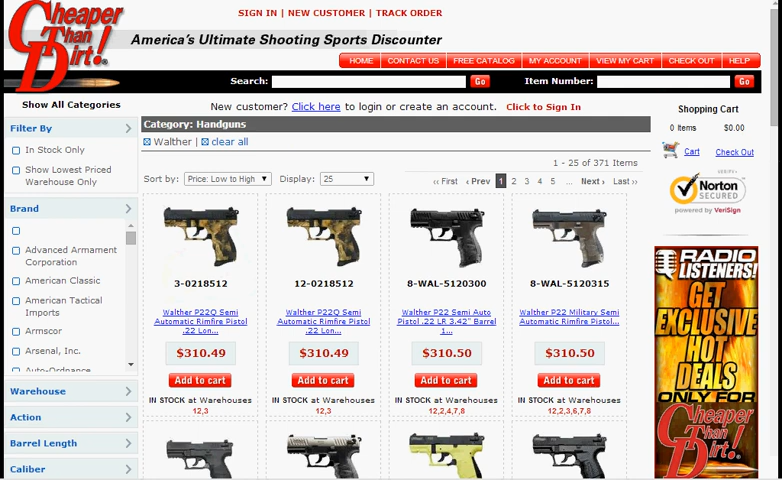 Cheaper Than Dirt!®
SIGN IN | NEW CUSTOMER | TRACK ORDER
America's Ultimate Shooting Sports Discounter
HOME | CONTACT US | FREE CATALOG | MY ACCOUNT | VIEW MY CART | CHECK OUT | HELP
Search: Go Item Number: Go
Show All Categories
New customer? Click here to login or create an account. Click to Sign In
Filter By
In Stock Only
Show Lowest Priced
Warehouse Only
Brand
Advanced Armament
Corporation
American Classic
American Tactical
Imports
Armscor
Arsenal, Inc.
Auto-Ordnance
Warehouse
Action
Barrel Length
Caliber
Category: Handguns
Walther | clear all
1 - 25 of 371 Items
Sort by: Price: Low to High Display: 25 ‹‹ First ‹ Prev 1 2 3 4 5 ... Next › Last ››
3-0218512 12-0218512 8-WAL-5120300 8-WAL-5120315
Walther P22Q Semi
Automatic Rimfire Pistol
.22 Lon...
Walther P22Q Semi
Automatic Rimfire Pistol
.22 Lon...
Walther P22 Semi Auto
Pistol .22 LR 3.42" Barrel
1...
Walther P22 Military Semi
Automatic Rimfire Pistol...
$310.49 $310.49 $310.50 $310.50
Add to cart Add to cart Add to cart Add to cart
IN STOCK at Warehouses IN STOCK at Warehouses IN STOCK at Warehouses IN STOCK at Warehouses
12,3 12,3 12,2,4,7,8 12,2,3,6,7,8
Shopping Cart
0 Items $0.00
Cart Check Out
Norton
SECURED
powered by VeriSign
RADIO
LISTENERS!
GET
EXCLUSIVE
HOT
DEALS
ONLY FOR
Cheaper
Than
Dirt!